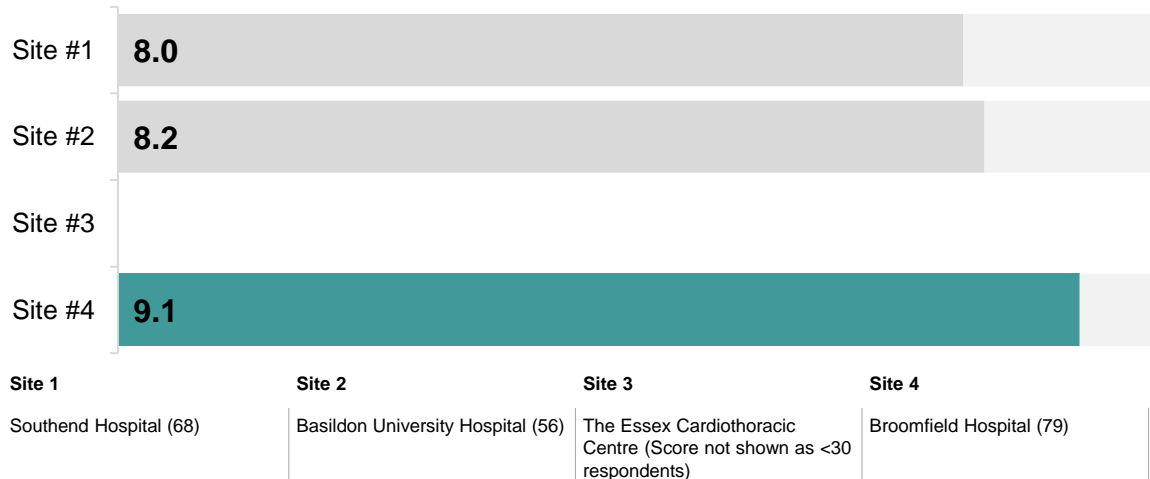 Site #1
8.0
Site #2
8.2
Site #3
Site #4
9.1
Site 1
Site 2
Site 3
Site 4
Southend Hospital (68)
Basildon University Hospital (56)
The Essex Cardiothoracic
Centre (Score not shown as <30
respondents)
Broomfield Hospital (79)